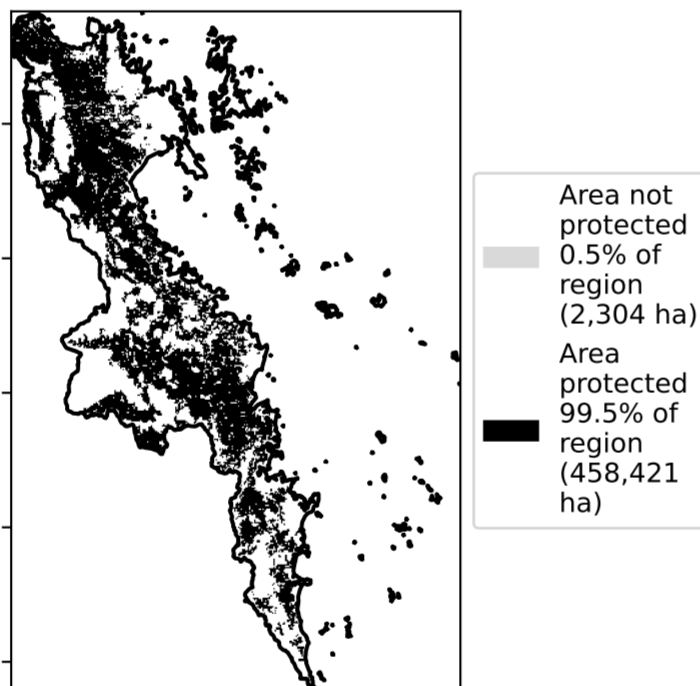 Area not
protected
0.5% of
region
(2,304 ha)
Area
protected
99.5% of
region
(458,421
ha)